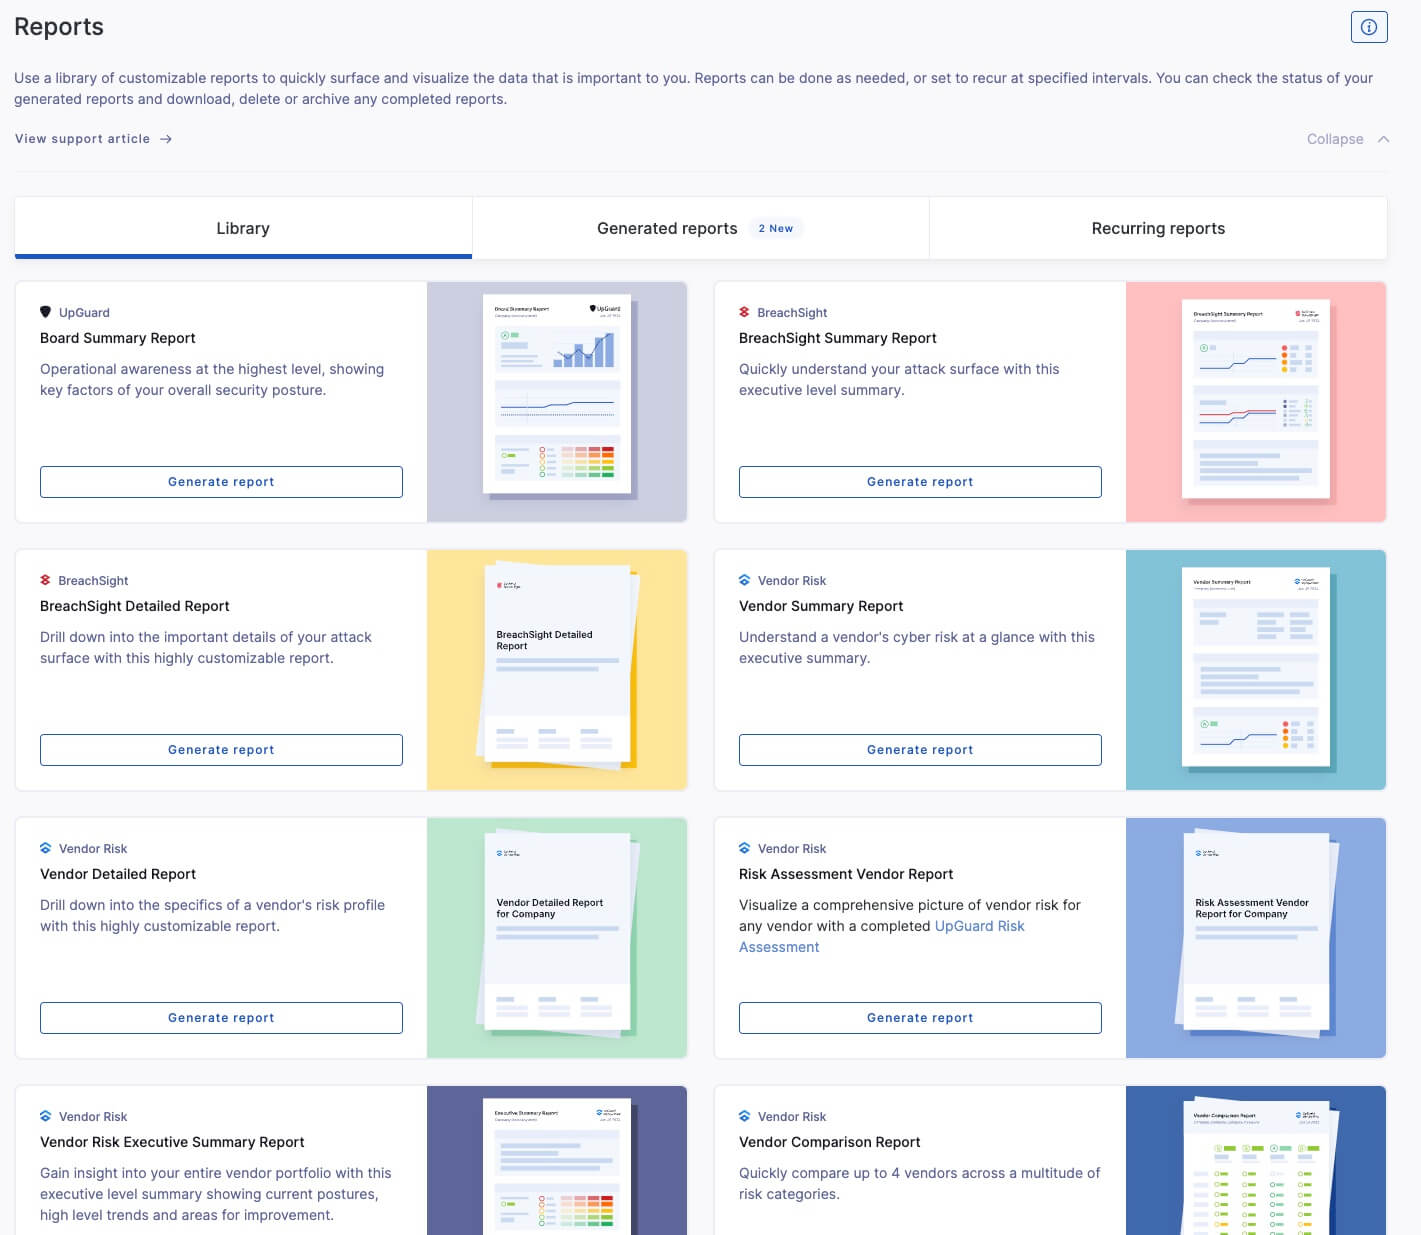 Reports
Use a library of customizable reports to quickly surface and visualize the data that is important to you. Reports can be done as needed, or set to recur at specified intervals. You can check the status of your
generated reports and download, delete or archive any completed reports.
View support article →
Collapse
Library
Generated reports 2 New
Recurring reports
UpGuard
Board Summary Report
Operational awareness at the highest level, showing
key factors of your overall security posture.
Generate report
Board Summary Report
UpGuard
BreachSight
BreachSight Summary Report
Quickly understand your attack surface with this
executive level summary.
Generate report
BreachSight Summary Report
BreachSight
BreachSight Detailed Report
Drill down into the important details of your attack
surface with this highly customizable report.
Generate report
BreachSight Detailed
Report
Vendor Risk
Vendor Summary Report
Understand a vendor's cyber risk at a glance with this
executive summary.
Generate report
Vendor Summary Report
Vendor Risk
Vendor Detailed Report
Drill down into the specifics of a vendor's risk profile
with this highly customizable report.
Generate report
Vendor Detailed Report
for Company
Vendor Risk
Risk Assessment Vendor Report
Visualize a comprehensive picture of vendor risk for
any vendor with a completed UpGuard Risk
Assessment
Generate report
Risk Assessment Vendor
Report for Company
Vendor Risk
Vendor Risk Executive Summary Report
Gain insight into your entire vendor portfolio with this
executive level summary showing current postures,
high level trends and areas for improvement.
Executive Summary Report
Vendor Risk
Vendor Comparison Report
Quickly compare up to 4 vendors across a multitude of
risk categories.
Vendor Comparison Report